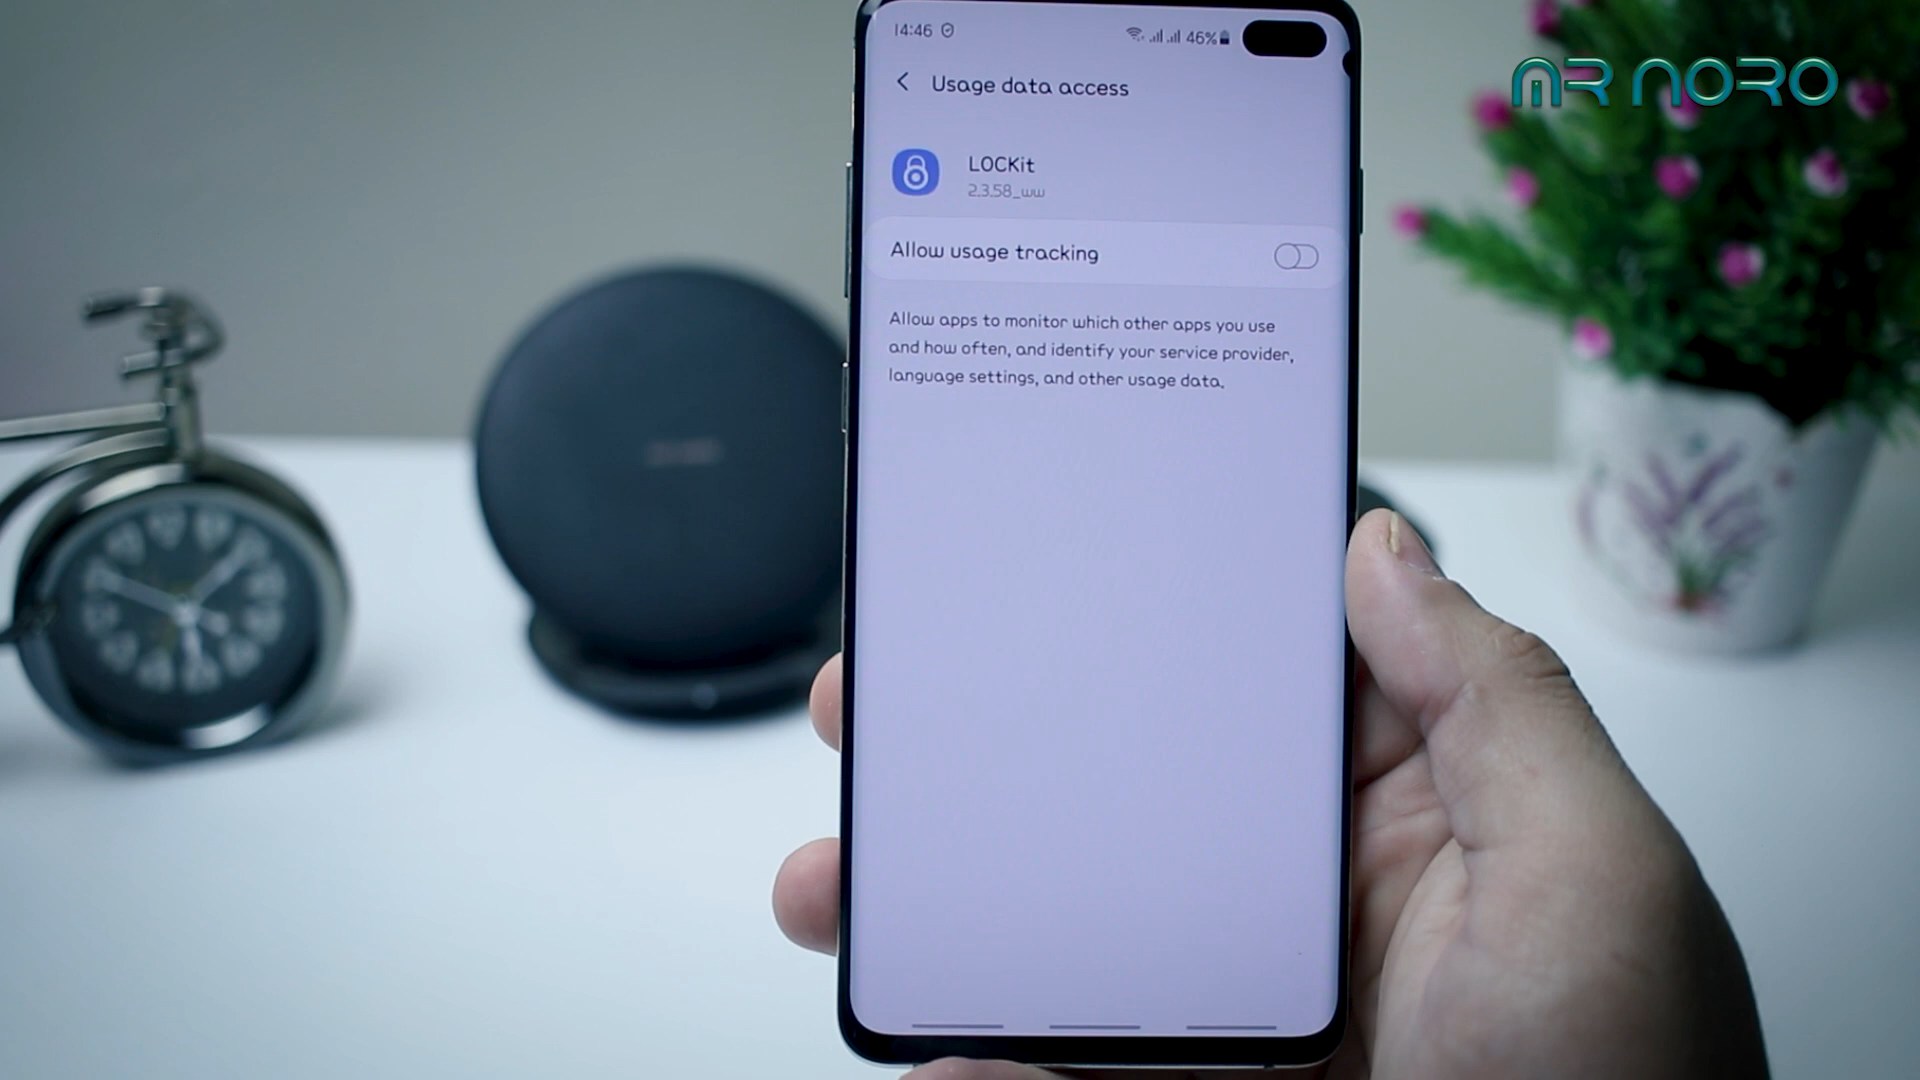 14:46
46%
MR NORO
Usage data access
LOCKit
2.3.58_ww
Allow usage tracking
Allow apps to monitor which other apps you use
and how often, and identify your service provider,
language settings, and other usage data.